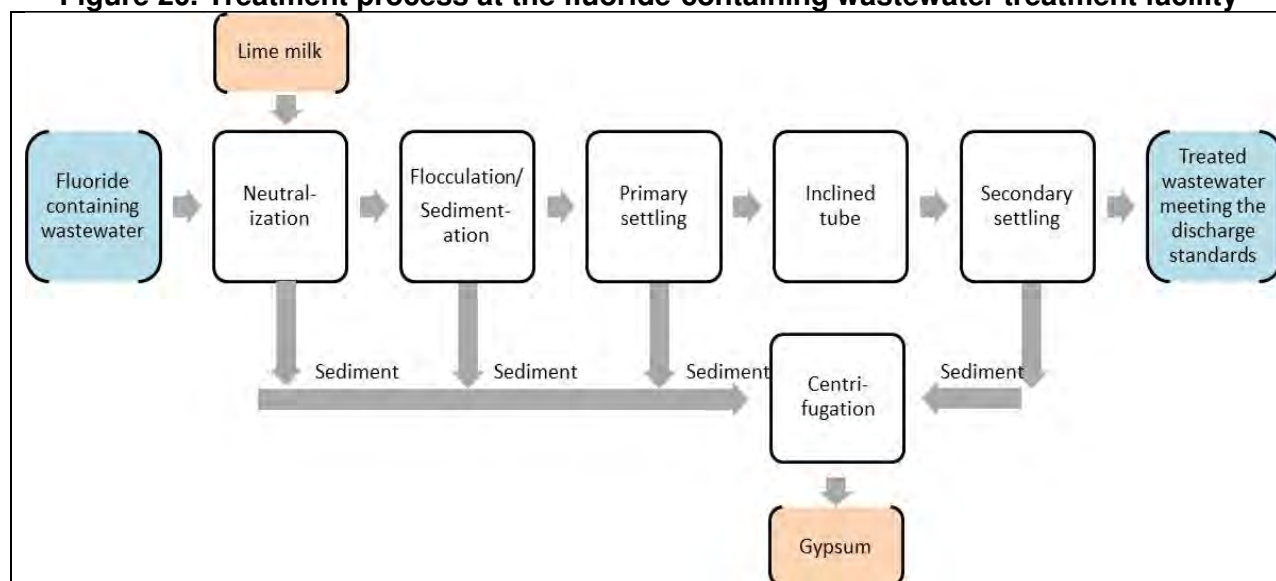 Figure 20. Treatment process at the fluoride-containing wastewater treatment facility
Lime milk
Fluoride
containing
wastewater
Neutral-
ization
Flocculation/
Sediment-
ation
Primary
settling
Inclined
tube
Secondary
settling
Treated
wastewater
meeting the
discharge
standards
Sediment
Sediment
Sediment
Sediment
Centri-
fugation
Gypsum